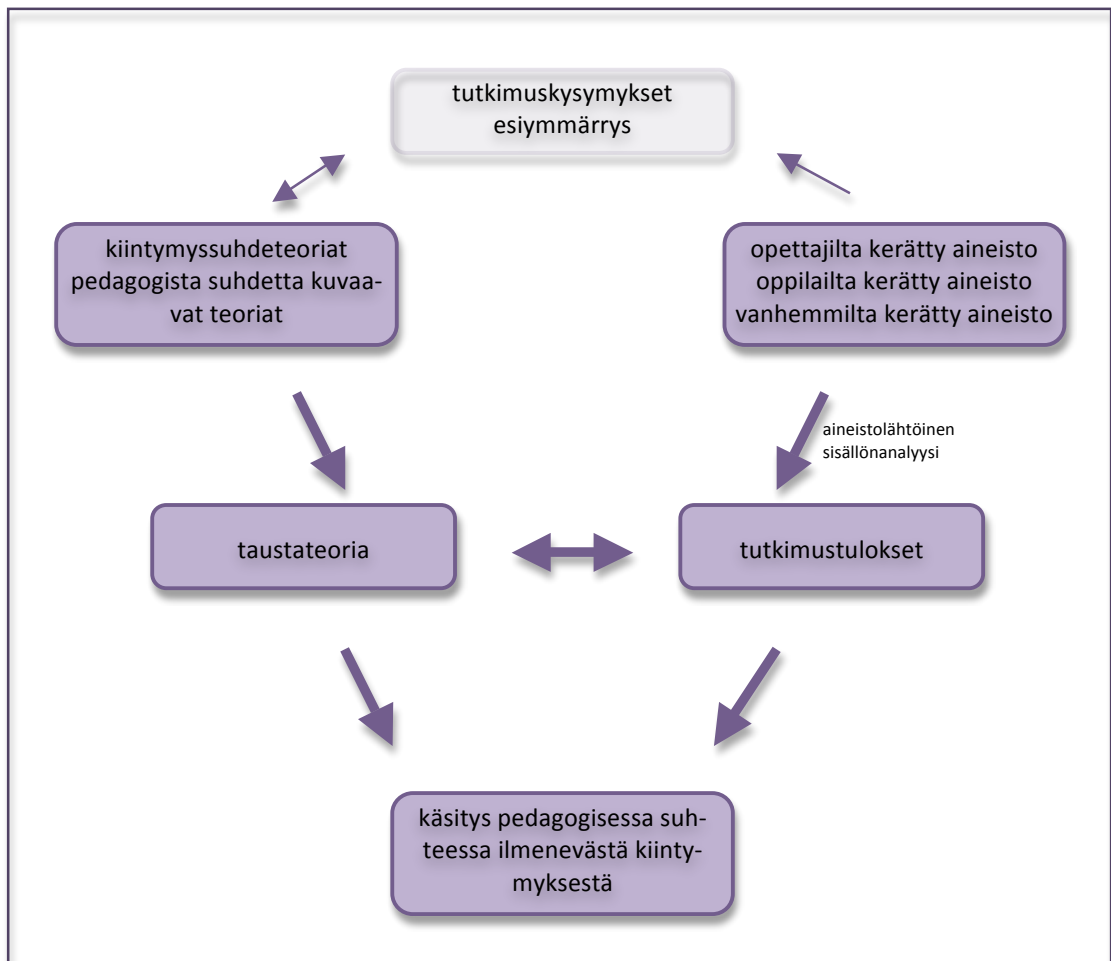 tutkimuskysymykset
esiymmärrys
kiintymyssuhdeteoriat
pedagogista suhdetta kuvaa-
vat teoriat
opettajilta kerätty aineisto
oppilailta kerätty aineisto
vanhemmilta kerätty aineisto
aineistolähtöinen
sisällönanalyysi
taustateoria
tutkimustulokset
käsitys pedagogisessa suh-
teessa ilmenevästä kiinty-
myksestä